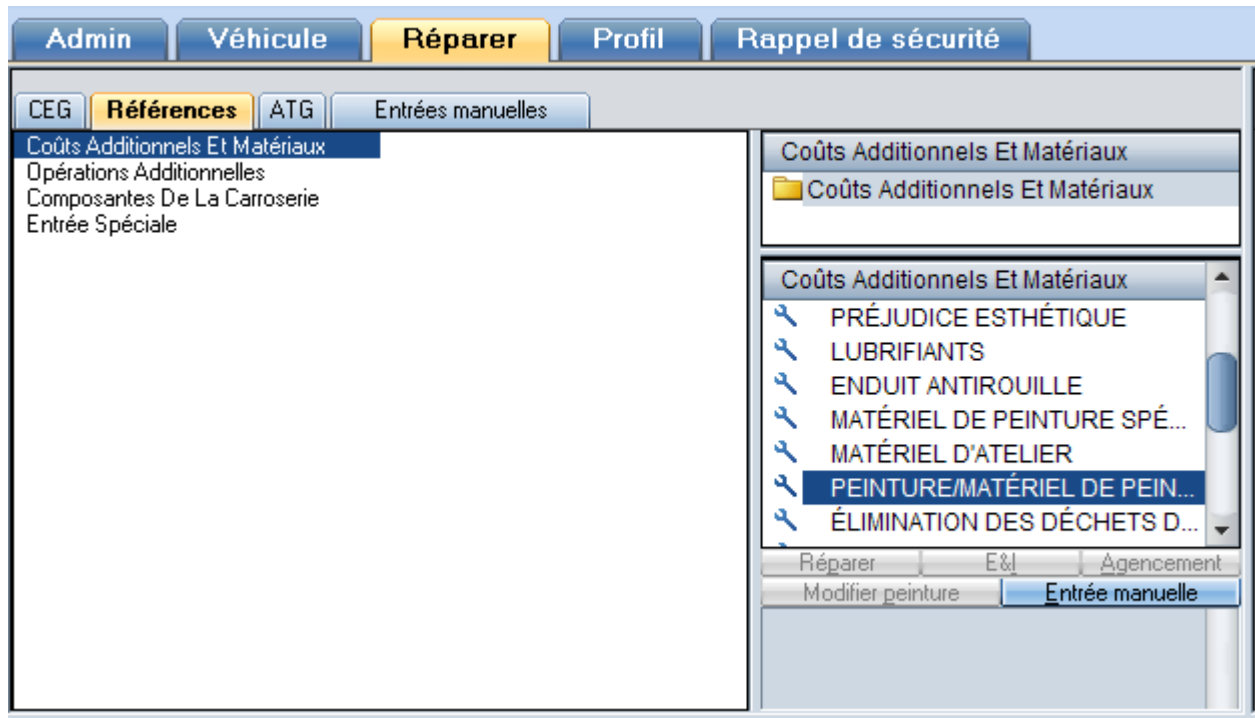 Admin Véhicule Réparer Profil Rappel de sécurité
CEG Références ATG Entrées manuelles
Coûts Additionnels Et Matériaux
Opérations Additionnelles
Composantes De La Carroserie
Entrée Spéciale
Coûts Additionnels Et Matériaux
Coûts Additionnels Et Matériaux
Coûts Additionnels Et Matériaux
PRÉJUDICE ESTHÉTIQUE
LUBRIFIANTS
ENDUIT ANTIROUILLE
MATÉRIEL DE PEINTURE SPÉ...
MATÉRIEL D'ATELIER
PEINTURE/MATÉRIEL DE PEIN...
ÉLIMINATION DES DÉCHETS D...
Réparer E&I Agencement
Modifier peinture Entrée manuelle